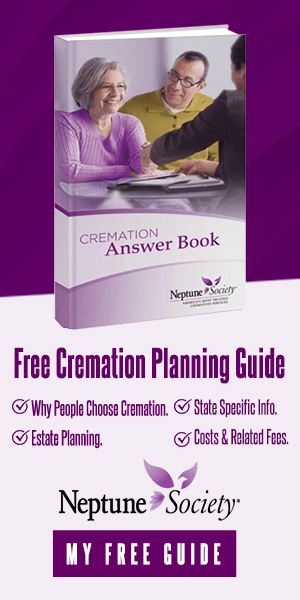 CREMATION
Answer Book
Neptune Society
AMERICA'S MOST TRUSTED
CREMATION SERVICES
Free Cremation Planning Guide
Why People Choose Cremation.
State Specific Info.
Estate Planning.
Costs & Related Fees.
Neptune Society®
MY FREE GUIDE